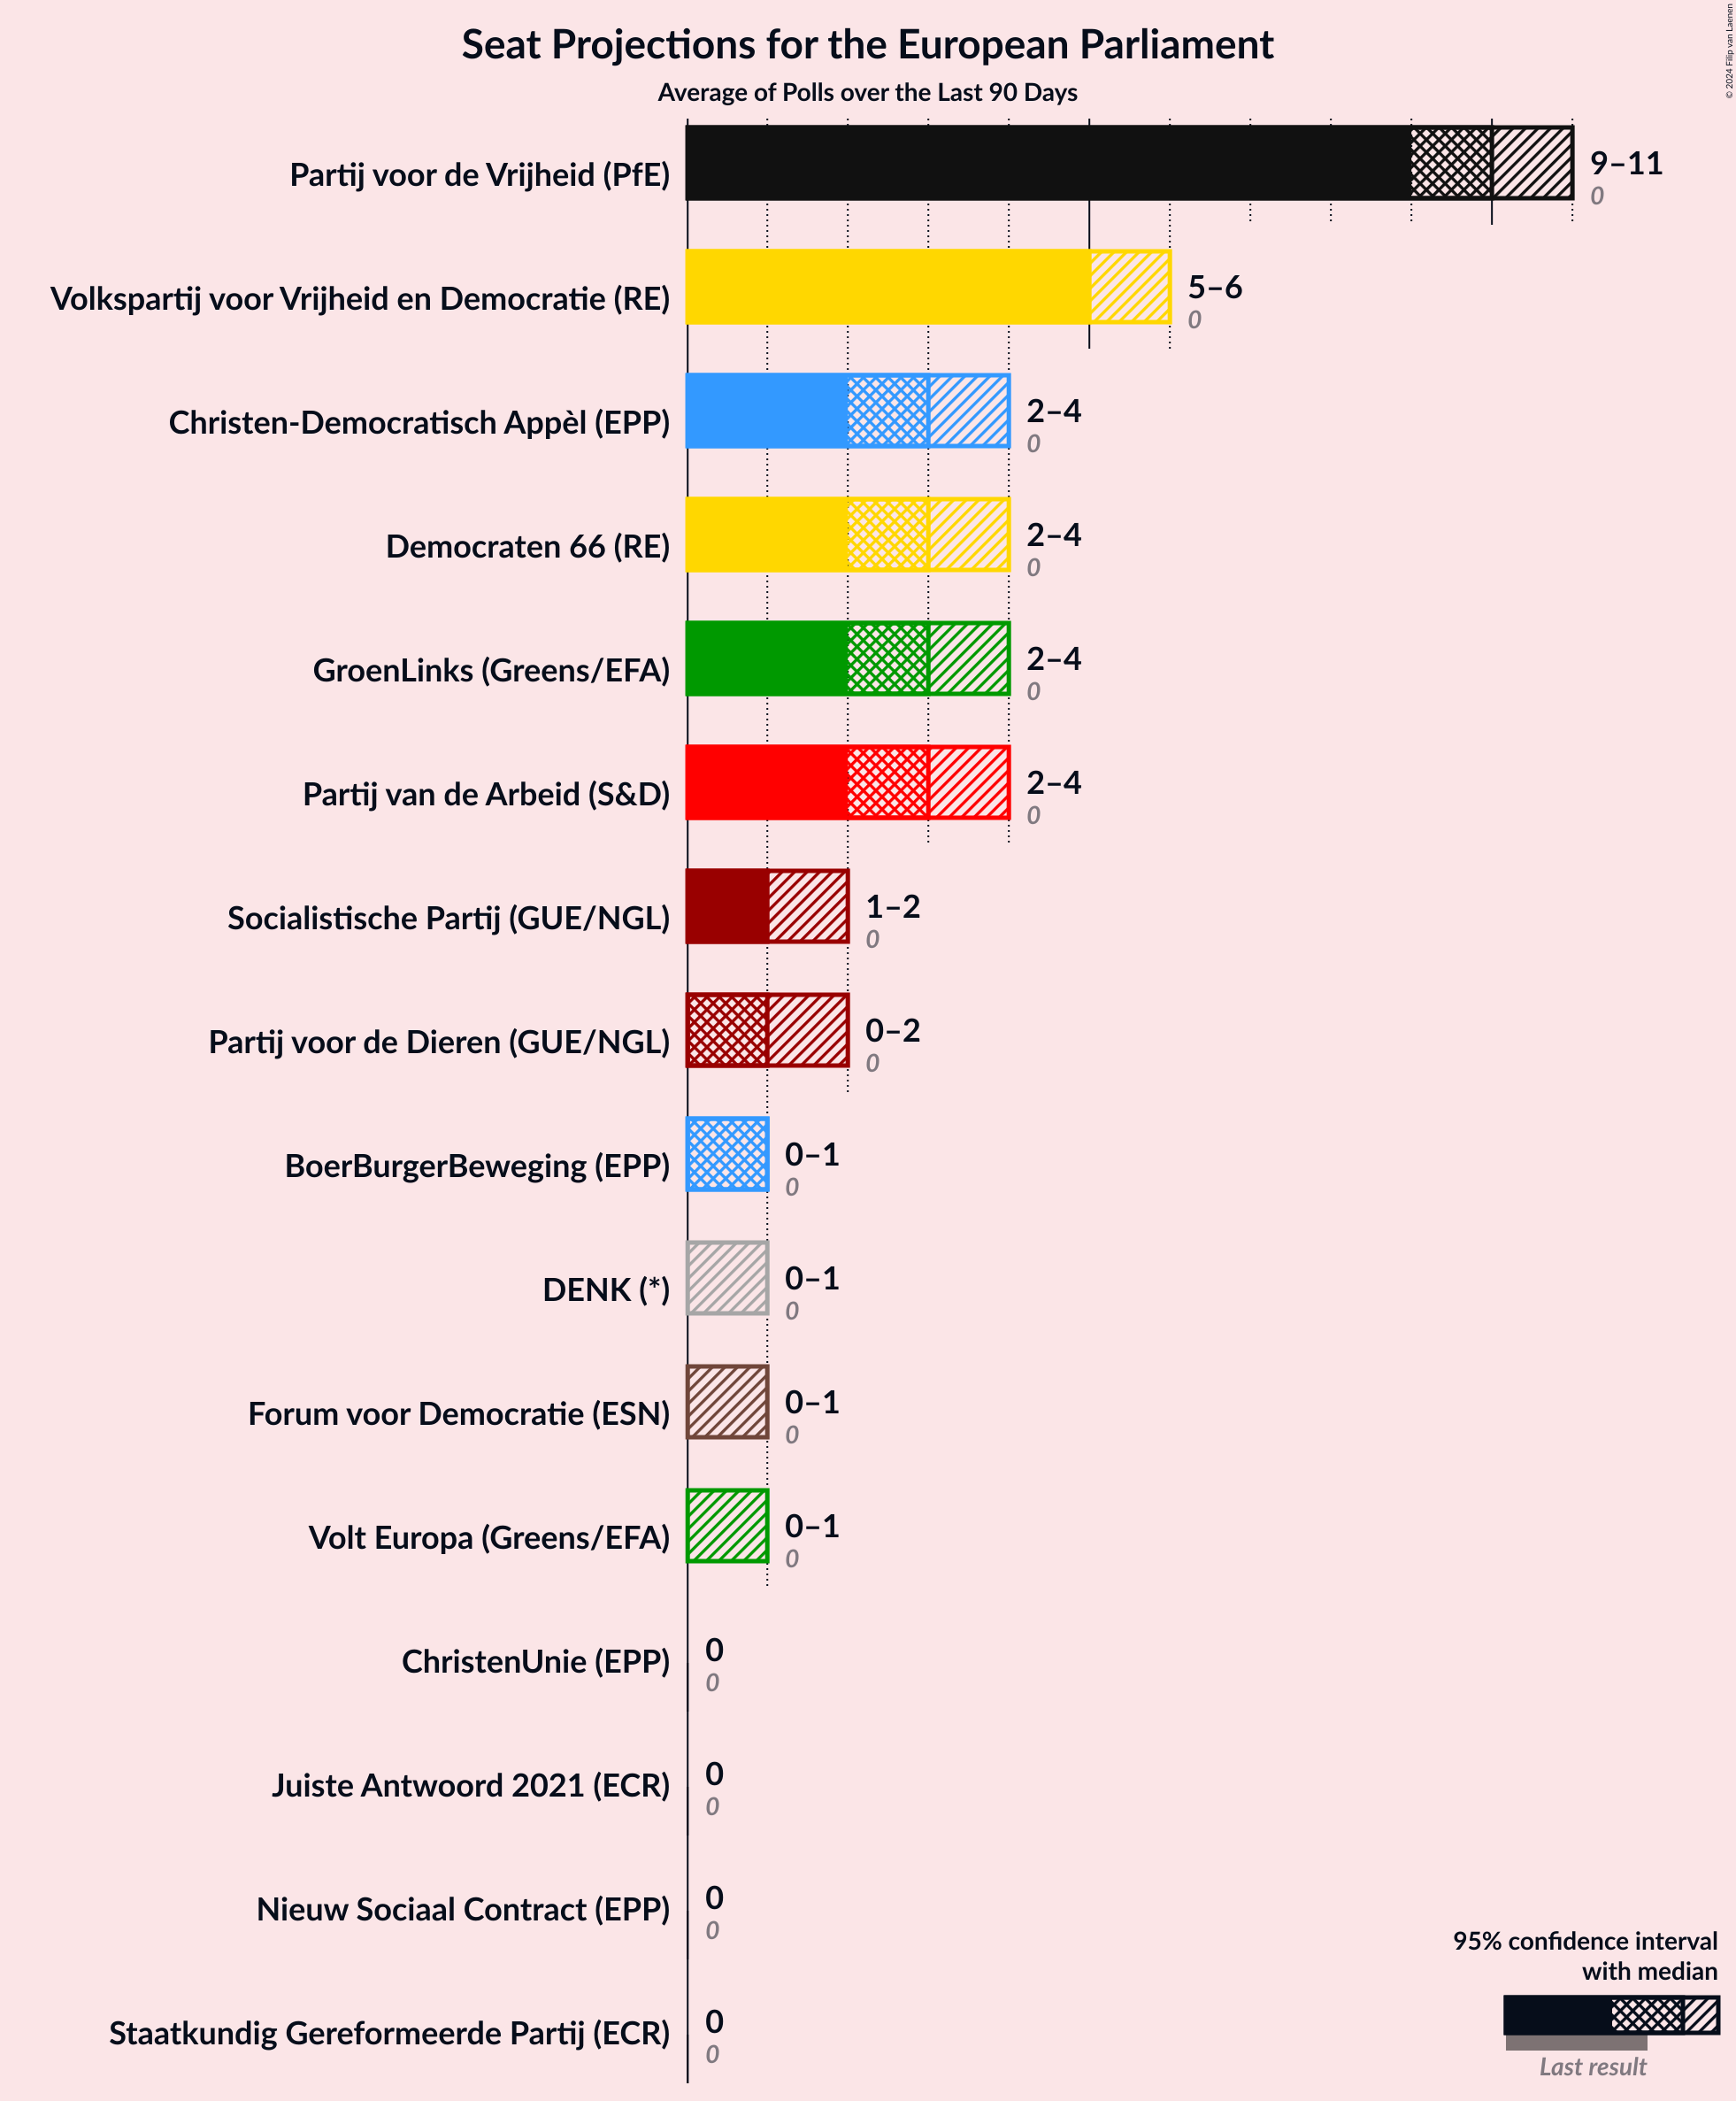 Seat Projections for the European Parliament
Average of Polls over the Last 90 Days
© 2024 Filip van Laenen
Partij voor de Vrijheid (PfE)
9–11
0
Volkspartij voor Vrijheid en Democratie (RE)
5–6
0
Christen-Democratisch Appèl (EPP)
2–4
0
Democraten 66 (RE)
2–4
0
GroenLinks (Greens/EFA)
2–4
0
Partij van de Arbeid (S&D)
2–4
0
Socialistische Partij (GUE/NGL)
1–2
0
Partij voor de Dieren (GUE/NGL)
0–2
0
BoerBurgerBeweging (EPP)
0–1
0
DENK (*)
0–1
0
Forum voor Democratie (ESN)
0–1
0
Volt Europa (Greens/EFA)
0–1
0
ChristenUnie (EPP)
0
0
Juiste Antwoord 2021 (ECR)
0
0
Nieuw Sociaal Contract (EPP)
0
0
Staatkundig Gereformeerde Partij (ECR)
0
0
95% confidence interval
with median
Last result